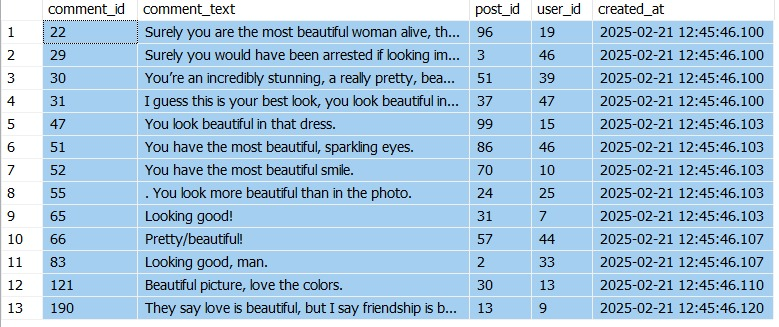 comment_id comment_text post_id user_id created_at
1 22 Surely you are the most beautiful woman alive, th... 96 19 2025-02-21 12:45:46.100
2 29 Surely you would have been arrested if looking im... 3 46 2025-02-21 12:45:46.100
3 30 You’re an incredibly stunning, a really pretty, bea... 51 39 2025-02-21 12:45:46.100
4 31 I guess this is your best look, you look beautiful in... 37 47 2025-02-21 12:45:46.100
5 47 You look beautiful in that dress. 99 15 2025-02-21 12:45:46.103
6 51 You have the most beautiful, sparkling eyes. 86 46 2025-02-21 12:45:46.103
7 52 You have the most beautiful smile. 70 10 2025-02-21 12:45:46.103
8 55 . You look more beautiful than in the photo. 24 25 2025-02-21 12:45:46.103
9 65 Looking good! 31 7 2025-02-21 12:45:46.103
10 66 Pretty/beautiful! 57 44 2025-02-21 12:45:46.107
11 83 Looking good, man. 2 33 2025-02-21 12:45:46.107
12 121 Beautiful picture, love the colors. 30 13 2025-02-21 12:45:46.110
13 190 They say love is beautiful, but I say friendship is b... 13 9 2025-02-21 12:45:46.120